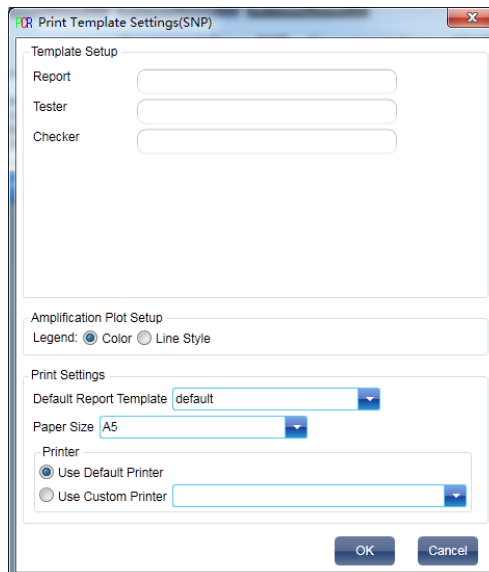 PCR Print Template Settings(SNP)
Template Setup
Report
Tester
Checker
Amplification Plot Setup
Legend: Color Line Style
Print Settings
Default Report Template default
Paper Size A5
Printer
Use Default Printer
Use Custom Printer
OK Cancel